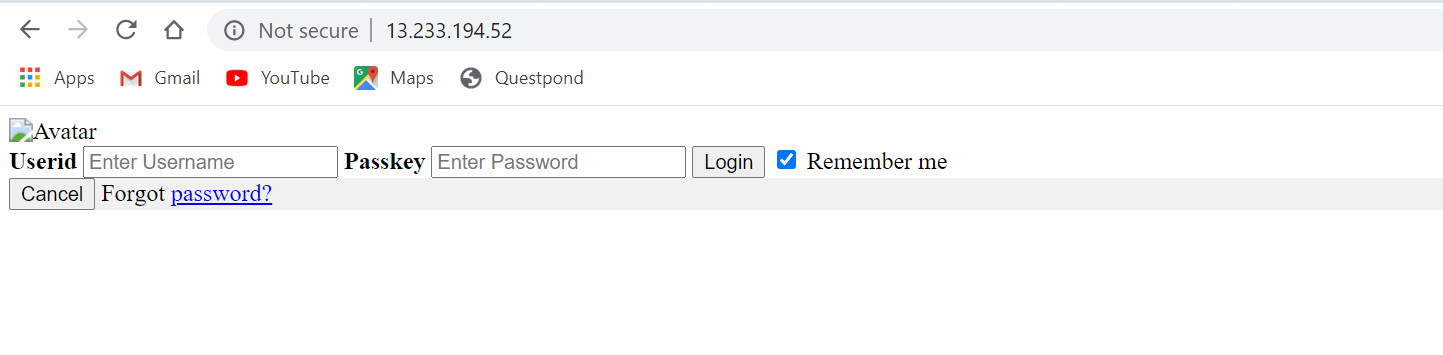 Not secure | 13.233.194.52
Apps Gmail YouTube Maps Questpond
Avatar
Userid Enter Username Passkey Enter Password Login Remember me
Cancel Forgot password?